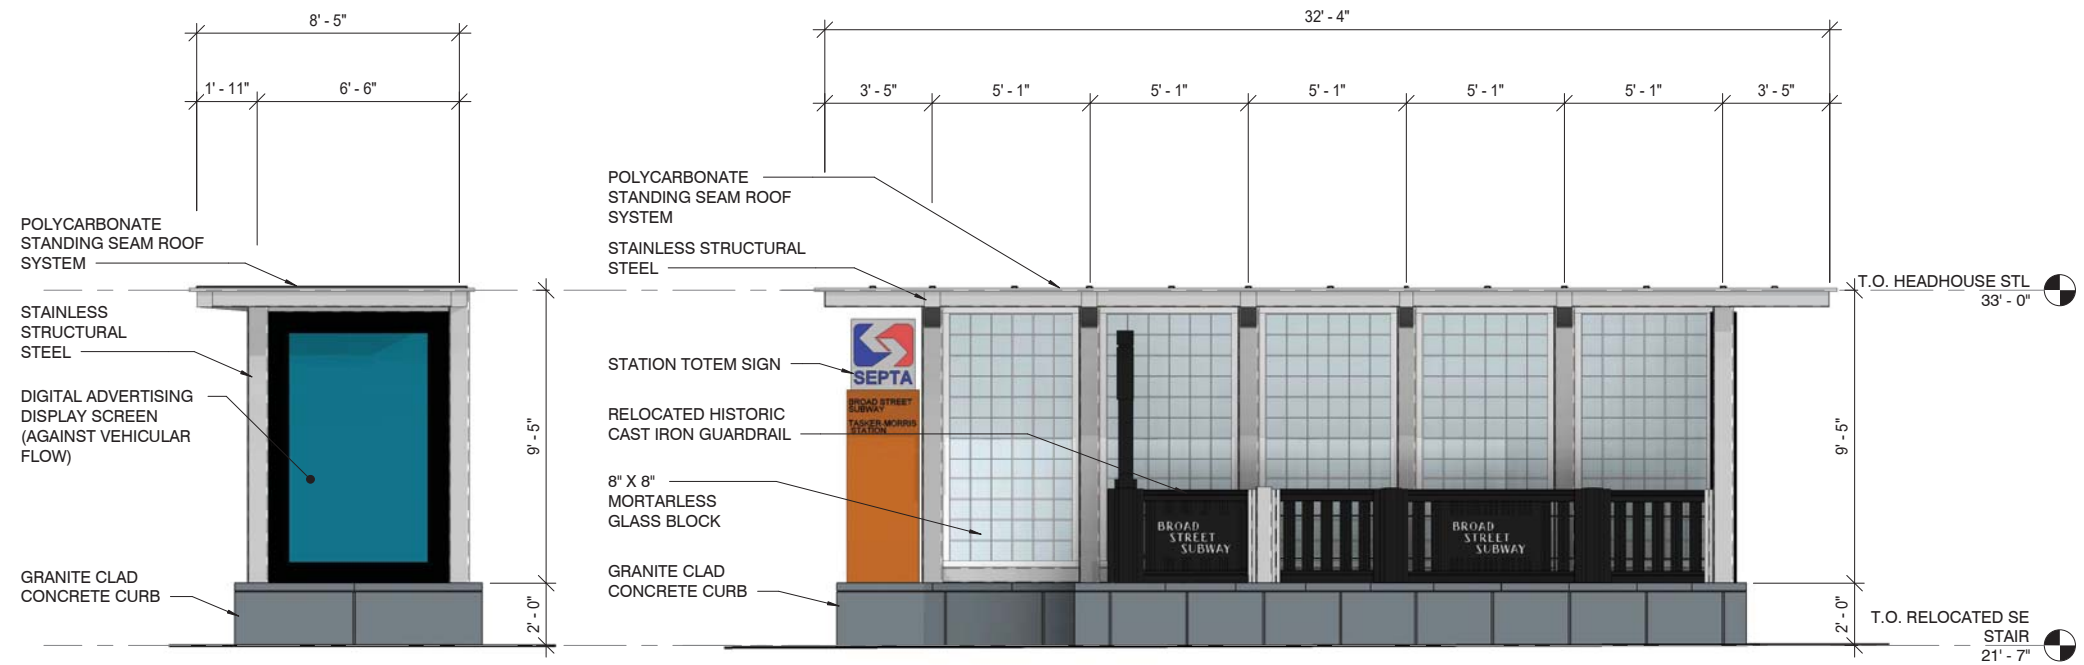 8' - 5"
1' - 11"
6' - 6"
POLYCARBONATE
STANDING SEAM ROOF
SYSTEM
STAINLESS
STRUCTURAL
STEEL
DIGITAL ADVERTISING
DISPLAY SCREEN
(AGAINST VEHICULAR
FLOW)
GRANITE CLAD
CONCRETE CURB
9' - 5"
2' - 0"
32' - 4"
3' - 5"
5' - 1"
5' - 1"
5' - 1"
5' - 1"
5' - 1"
3' - 5"
POLYCARBONATE
STANDING SEAM ROOF
SYSTEM
STAINLESS STRUCTURAL
STEEL
STATION TOTEM SIGN
RELOCATED HISTORIC
CAST IRON GUARDRAIL
8" X 8"
MORTARLESS
GLASS BLOCK
GRANITE CLAD
CONCRETE CURB
SEPTA
BROAD STREET
SUBWAY
TASKER-MORRIS
STATION
BROAD
STREET
SUBWAY
BROAD
STREET
SUBWAY
9' - 5"
2' - 0"
T.O. HEADHOUSE STL
33' - 0"
T.O. RELOCATED SE
STAIR
21' - 7"